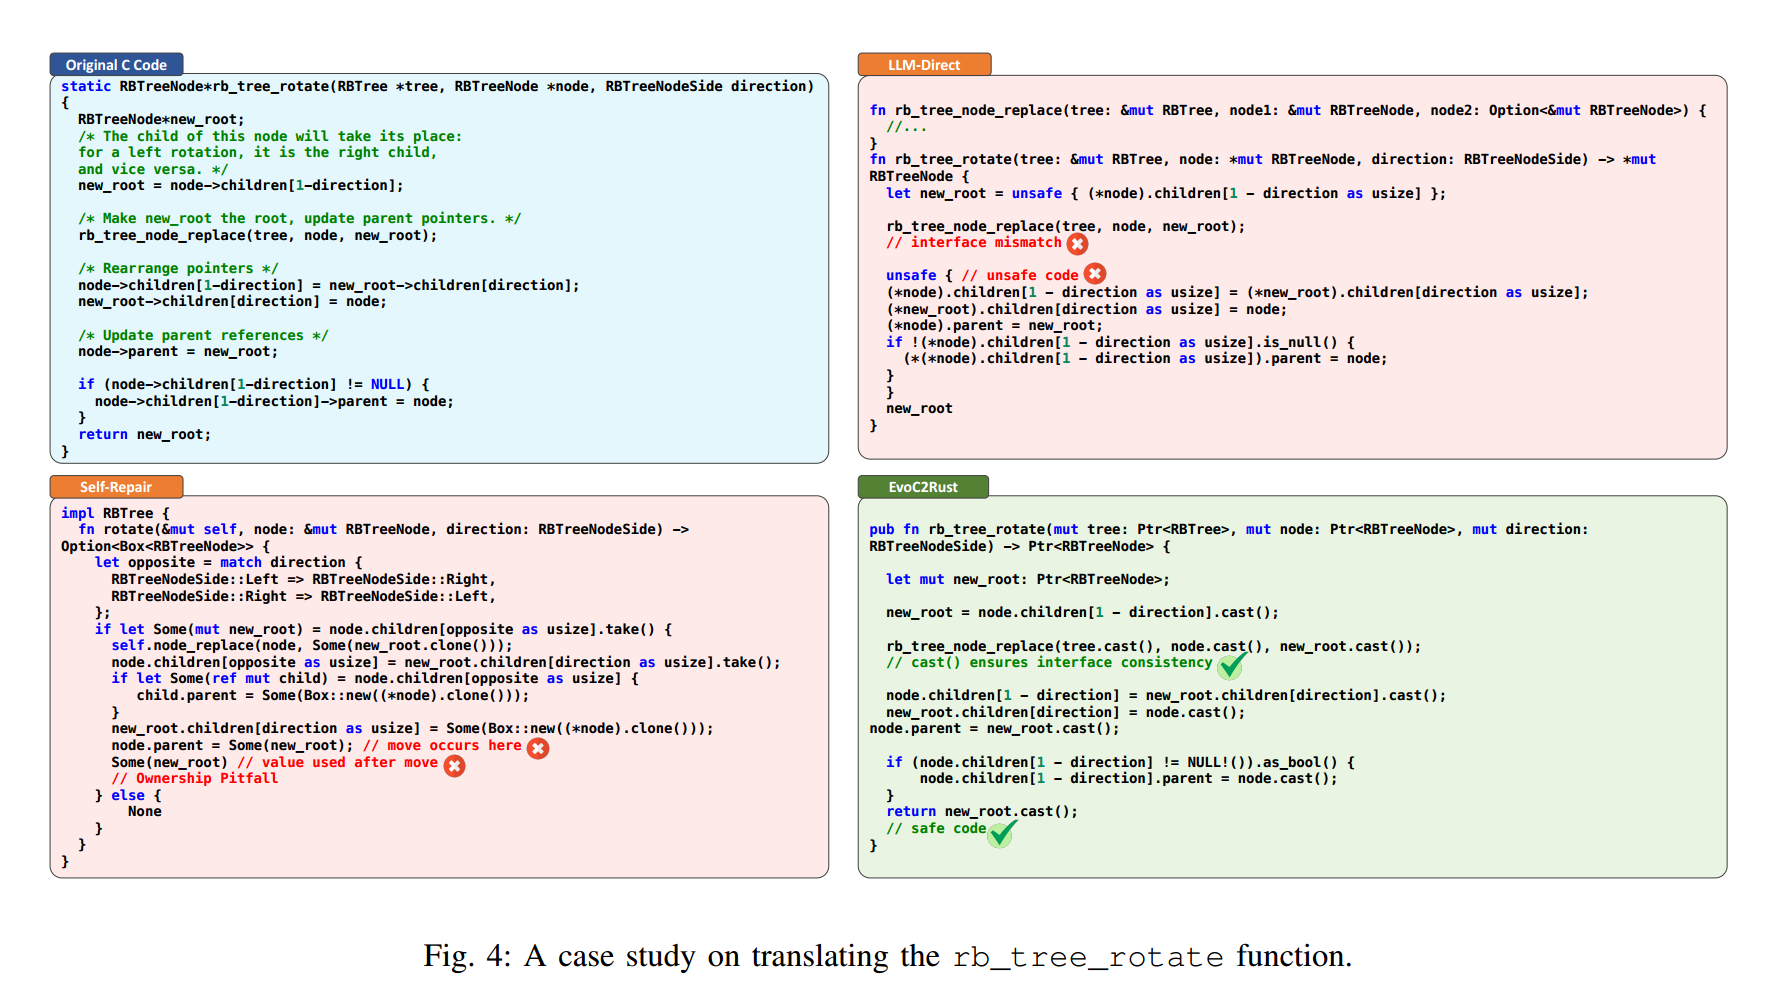 Original C Code
static RBTreeNode*rb_tree_rotate(RBTree *tree, RBTreeNode *node, RBTreeNodeSide direction)
{
  RBTreeNode*new_root;
  /* The child of this node will take its place:
  for a left rotation, it is the right child,
  and vice versa. */
  new_root = node->children[1-direction];

  /* Make new_root the root, update parent pointers. */
  rb_tree_node_replace(tree, node, new_root);

  /* Rearrange pointers */
  node->children[1-direction] = new_root->children[direction];
  new_root->children[direction] = node;

  /* Update parent references */
  node->parent = new_root;

  if (node->children[1-direction] != NULL) {
    node->children[1-direction]->parent = node;
  }
  return new_root;
}
LLM-Direct
fn rb_tree_node_replace(tree: &mut RBTree, node1: &mut RBTreeNode, node2: Option<&mut RBTreeNode>) {
  //...
}
fn rb_tree_rotate(tree: &mut RBTree, node: *mut RBTreeNode, direction: RBTreeNodeSide) -> *mut
RBTreeNode {
  let new_root = unsafe { (*node).children[1 - direction as usize] };

  rb_tree_node_replace(tree, node, new_root);
  // interface mismatch

  unsafe { // unsafe code
  (*node).children[1 - direction as usize] = (*new_root).children[direction as usize];
  (*new_root).children[direction as usize] = node;
  (*node).parent = new_root;
  if !(*node).children[1 - direction as usize].is_null() {
    (*(*node).children[1 - direction as usize]).parent = node;
  }
  }
  new_root
}
Self-Repair
impl RBTree {
  fn rotate(&mut self, node: &mut RBTreeNode, direction: RBTreeNodeSide) ->
Option<Box<RBTreeNode>> {
    let opposite = match direction {
      RBTreeNodeSide::Left => RBTreeNodeSide::Right,
      RBTreeNodeSide::Right => RBTreeNodeSide::Left,
    };
    if let Some(mut new_root) = node.children[opposite as usize].take() {
      self.node_replace(node, Some(new_root.clone()));
      node.children[opposite as usize] = new_root.children[direction as usize].take();
      if let Some(ref mut child) = node.children[opposite as usize] {
         child.parent = Some(Box::new((*node).clone()));
      }
      new_root.children[direction as usize] = Some(Box::new((*node).clone()));
      node.parent = Some(new_root); // move occurs here
      Some(new_root) // value used after move
      // Ownership Pitfall
    } else {
        None
    }
  }
}
EvoC2Rust
pub fn rb_tree_rotate(mut tree: Ptr<RBTree>, mut node: Ptr<RBTreeNode>, mut direction:
RBTreeNodeSide) -> Ptr<RBTreeNode> {

  let mut new_root: Ptr<RBTreeNode>;

  new_root = node.children[1 - direction].cast();

  rb_tree_node_replace(tree.cast(), node.cast(), new_root.cast());
  // cast() ensures interface consistency

  node.children[1 - direction] = new_root.children[direction].cast();
  new_root.children[direction] = node.cast();
node.parent = new_root.cast();

  if (node.children[1 - direction] != NULL!()).as_bool() {
      node.children[1 - direction].parent = node.cast();
  }
  return new_root.cast();
  // safe code
}
Fig. 4: A case study on translating the rb_tree_rotate function.